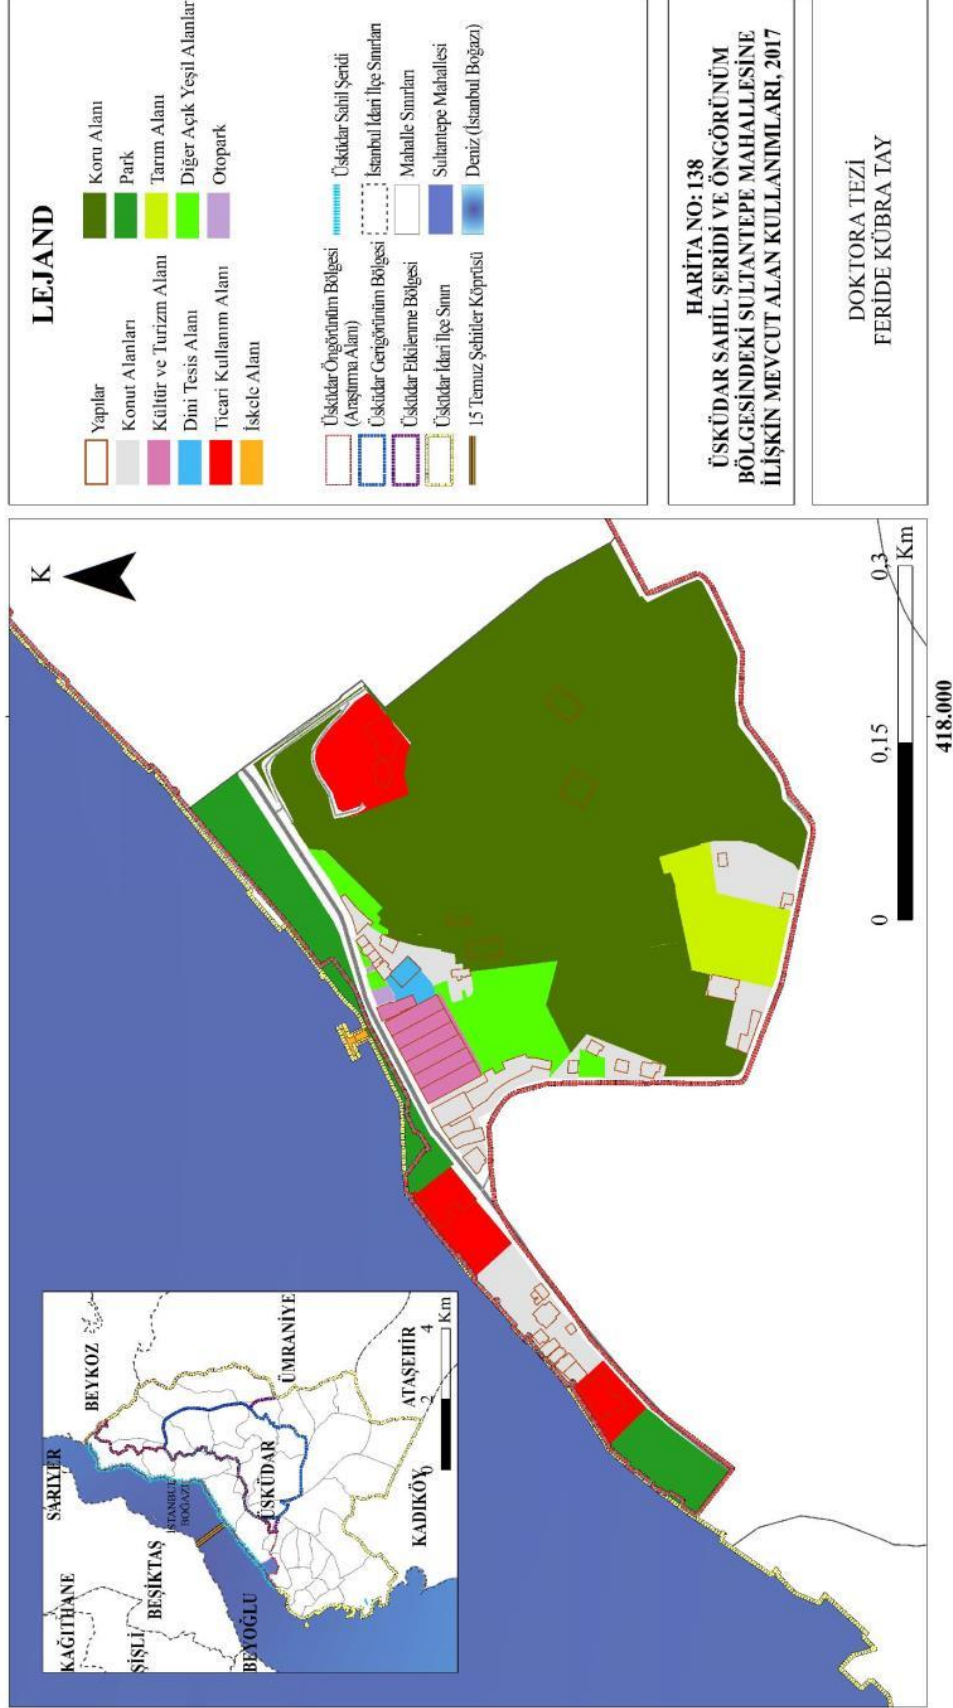 LEJAND
Yapılar
Konut Alanları
Kültür ve Turizm Alanı
Dini Tesis Alanı
Ticari Kullanım Alanı
İskele Alanı
Koru Alanı
Park
Tarım Alanı
Diğer Açık Yeşil Alanlar
Otopark
Üsküdar Öngörünüm Bölgesi
(Araştırma Alanı)
Üsküdar Gerigörünüm Bölgesi
Üsküdar Etkilenme Bölgesi
Üsküdar İdari İlçe Sınırı
15 Temuz Şehitler Köprüsü
Üsküdar Sahil Şeridi
İstanbul İdari İlçe Sınırları
Mahalle Sınırları
Sultantepe Mahallesi
Deniz (İstanbul Boğazı)
HARİTA NO: 138
ÜSKÜDAR SAHİL ŞERİDİ VE ÖNGÖRÜNÜM
BÖLGESİNDEKİ SULTANTEPE MAHALLESİNE
İLİŞKİN MEVCUT ALAN KULLANIMLARI, 2017
DOKTORA TEZİ
FERİDE KÜBRA TAY
K
0 0,15 0,3
Km
418.000
KAĞITHANE
SARIYER
BEYKOZ
ŞİŞLİ
BEŞİKTAŞ
İSTANBUL
BOĞAZI
ÜMRANİYE
BEYOĞLU
ÜSKÜDAR
ATAŞEHİR
KADIKÖY
0 2 4
Km